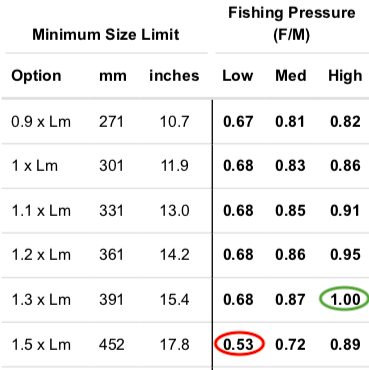 Fishing Pressure
Minimum Size Limit (F/M)
Option mm inches Low Med High
0.9 x Lm 271 10.7 0.67 0.81 0.82
1 x Lm 301 11.9 0.68 0.83 0.86
1.1 x Lm 331 13.0 0.68 0.85 0.91
1.2 x Lm 361 14.2 0.68 0.86 0.95
1.3 x Lm 391 15.4 0.68 0.87 1.00
1.5 x Lm 452 17.8 0.53 0.72 0.89